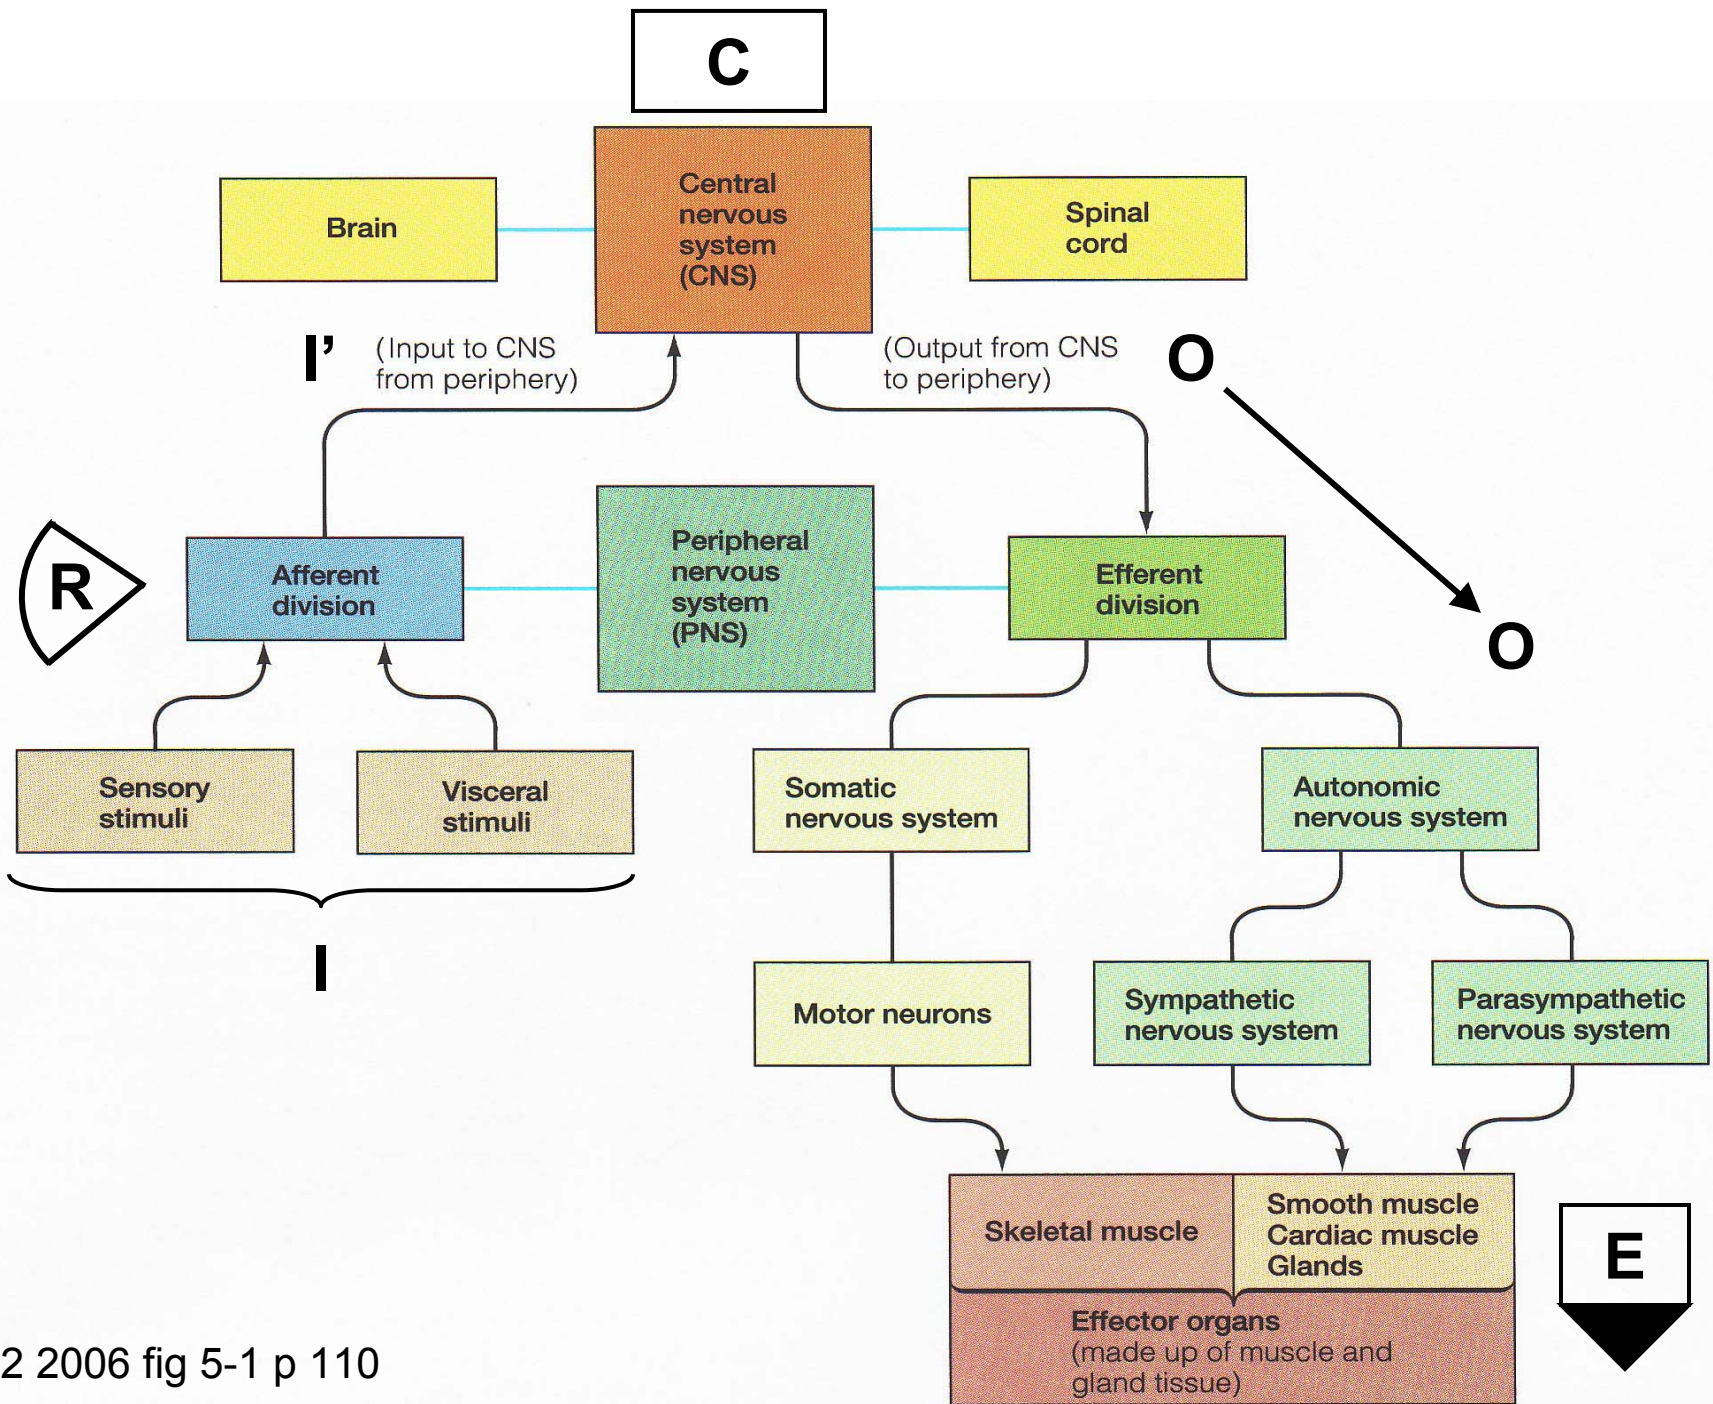 C
Central
nervous
system
(CNS)
Brain
Spinal
cord
I’
(Input to CNS
from periphery)
(Output from CNS
to periphery)
O
R
Afferent
division
Peripheral
nervous
system
(PNS)
Efferent
division
O
Sensory
stimuli
Visceral
stimuli
Somatic
nervous system
Autonomic
nervous system
I
Motor neurons
Sympathetic
nervous system
Parasympathetic
nervous system
Skeletal muscle
Smooth muscle
Cardiac muscle
Glands
E
Effector organs
(made up of muscle and
gland tissue)
2 2006 fig 5-1 p 110